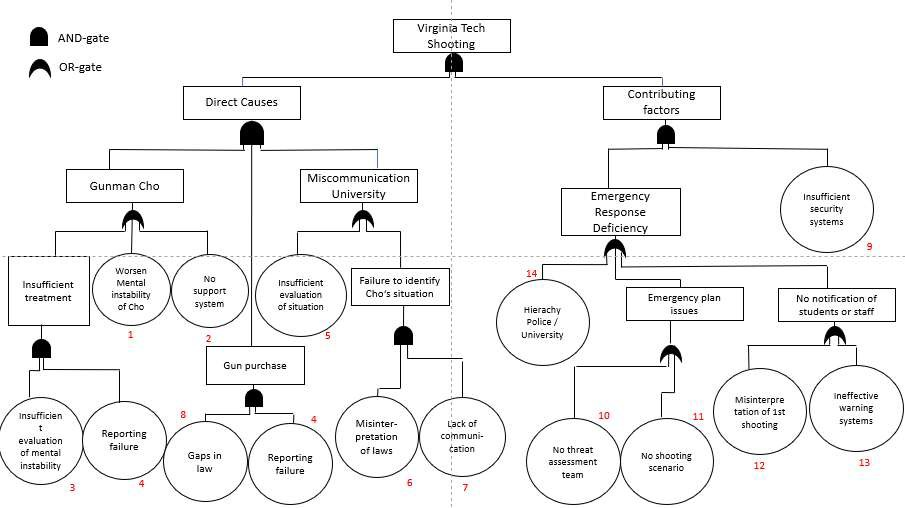 Virginia Tech
Shooting
AND-gate
OR-gate
Direct Causes
Contributing
factors
Gunman Cho
Miscommunication
University
Emergency
Response
Deficiency
Insufficient
security
systems
9
Insufficient
treatment
Worsen
Mental
instability
of Cho
1
No
support
system
2
Insufficient
evaluation
of situation
5
Failure to identify
Cho's situation
14
Hierachy
Police /
University
Emergency plan
issues
No notification of
students or staff
Gun purchase
Insufficien
t
evaluation
of mental
instability
3
Reporting
failure
4
8
Gaps in
law
4
Reporting
failure
Misinter-
pretation
of laws
6
Lack of
communi-
cation
7
10
No threat
assessment
team
11
No shooting
scenario
Misinterpre
tation of 1st
shooting
12
Ineffective
warning
systems
13